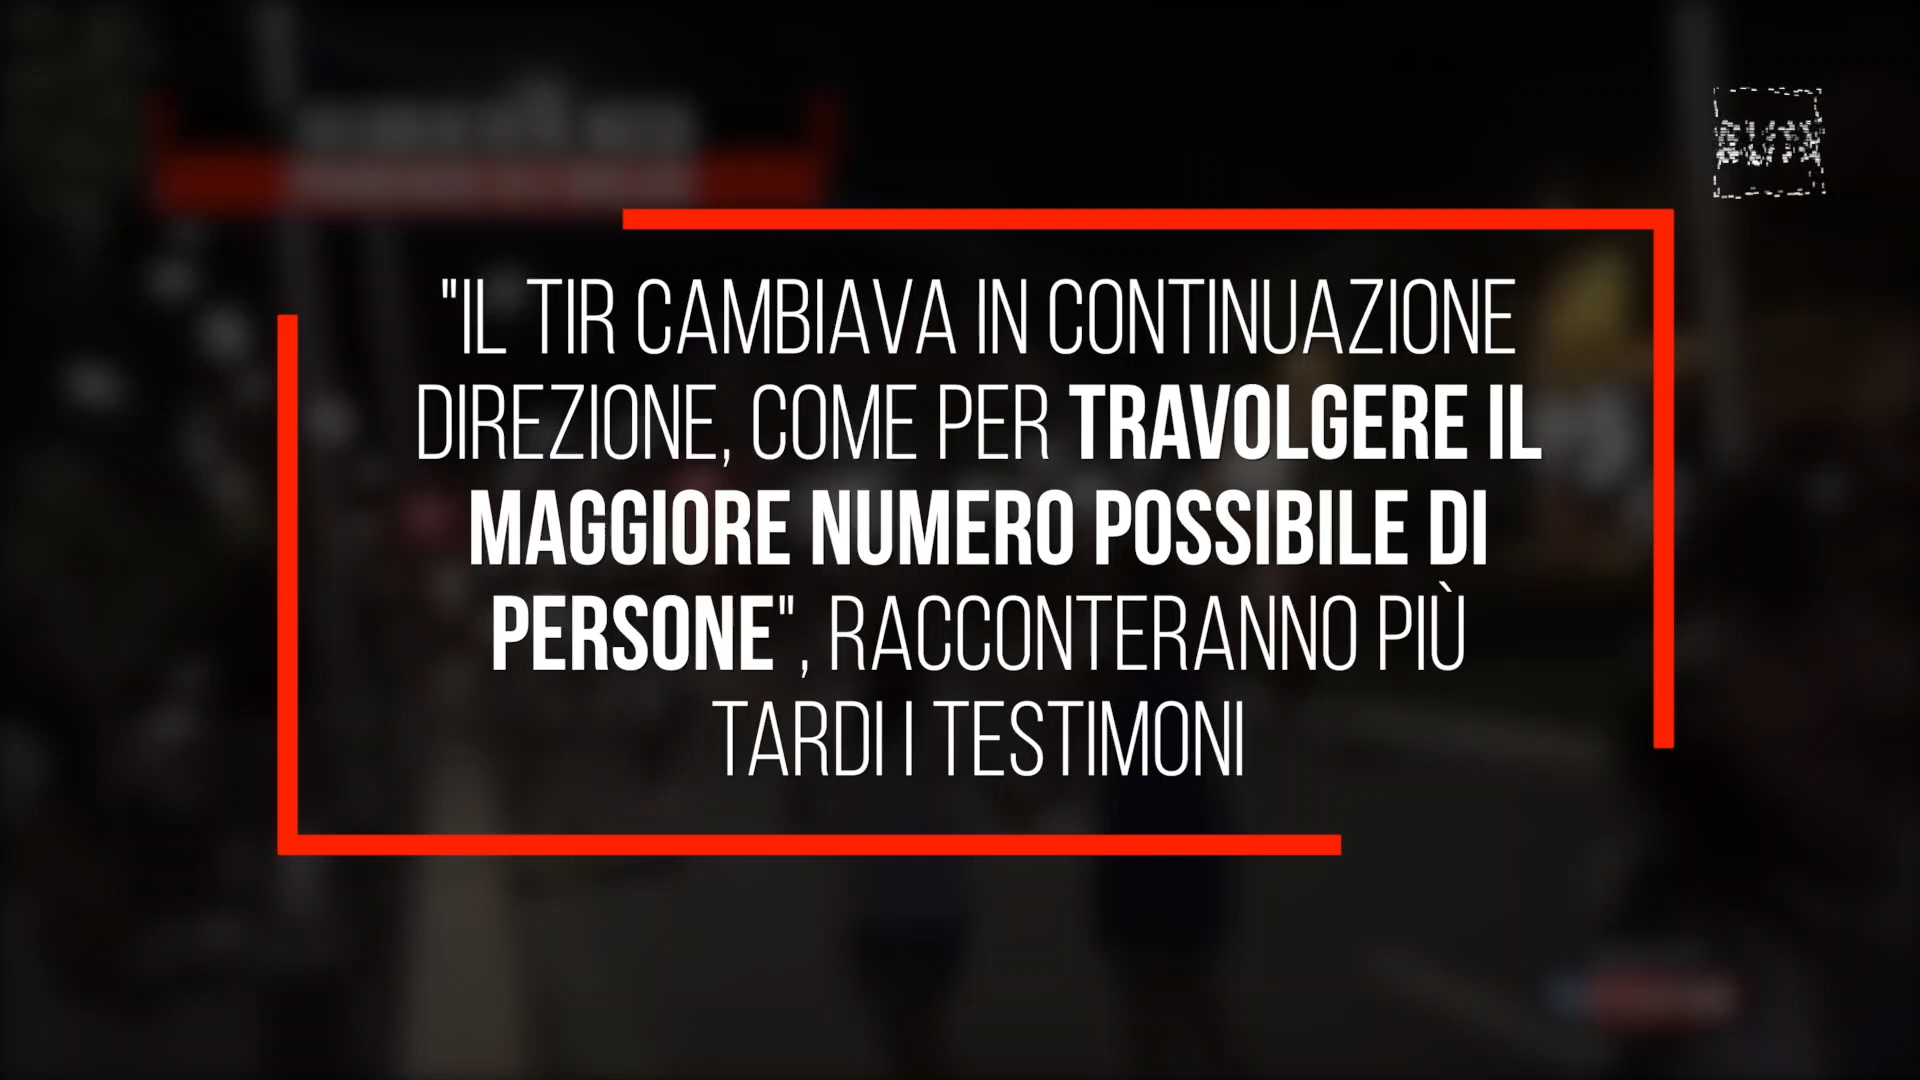 "IL TIR CAMBIAVA IN CONTINUAZIONE
DIREZIONE, COME PER TRAVOLGERE IL
MAGGIORE NUMERO POSSIBILE DI
PERSONE", RACCONTERANNO PIÙ
TARDI I TESTIMONI